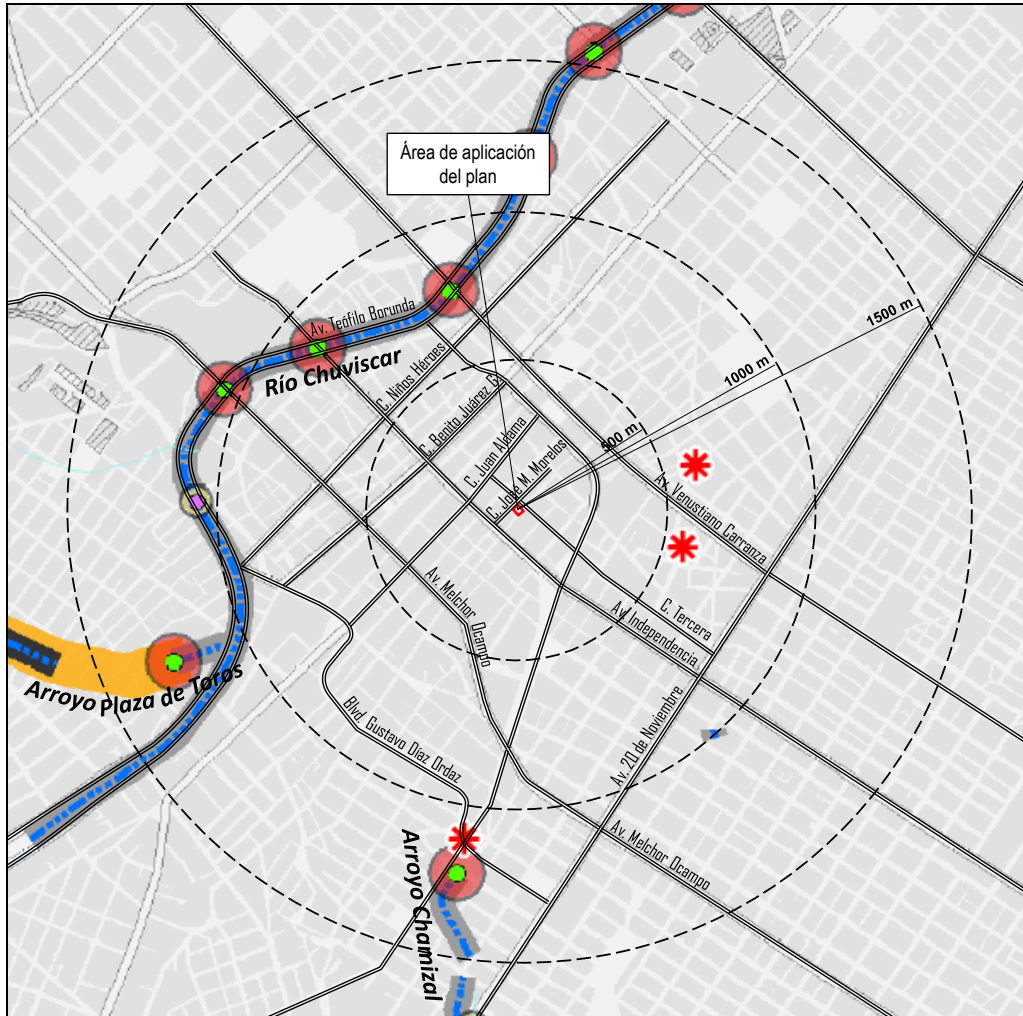 Área de aplicación
del plan
1500 m
1000 m
500 m
Av. Teófilo Borunda
Río Chuviscar
C. Niños Héroes
C. Benito Juárez G.
C. Juan Aldama
C. José M. Morelos
Av. Venustiano Carranza
Av. Melchor Ocampo
C. Tercera
Av. Independencia
Arroyo Plaza de Toros
Blvd. Gustavo Díaz Ordaz
Av. 20 de Noviembre
Av. Melchor Ocampo
Arroyo Chamizal